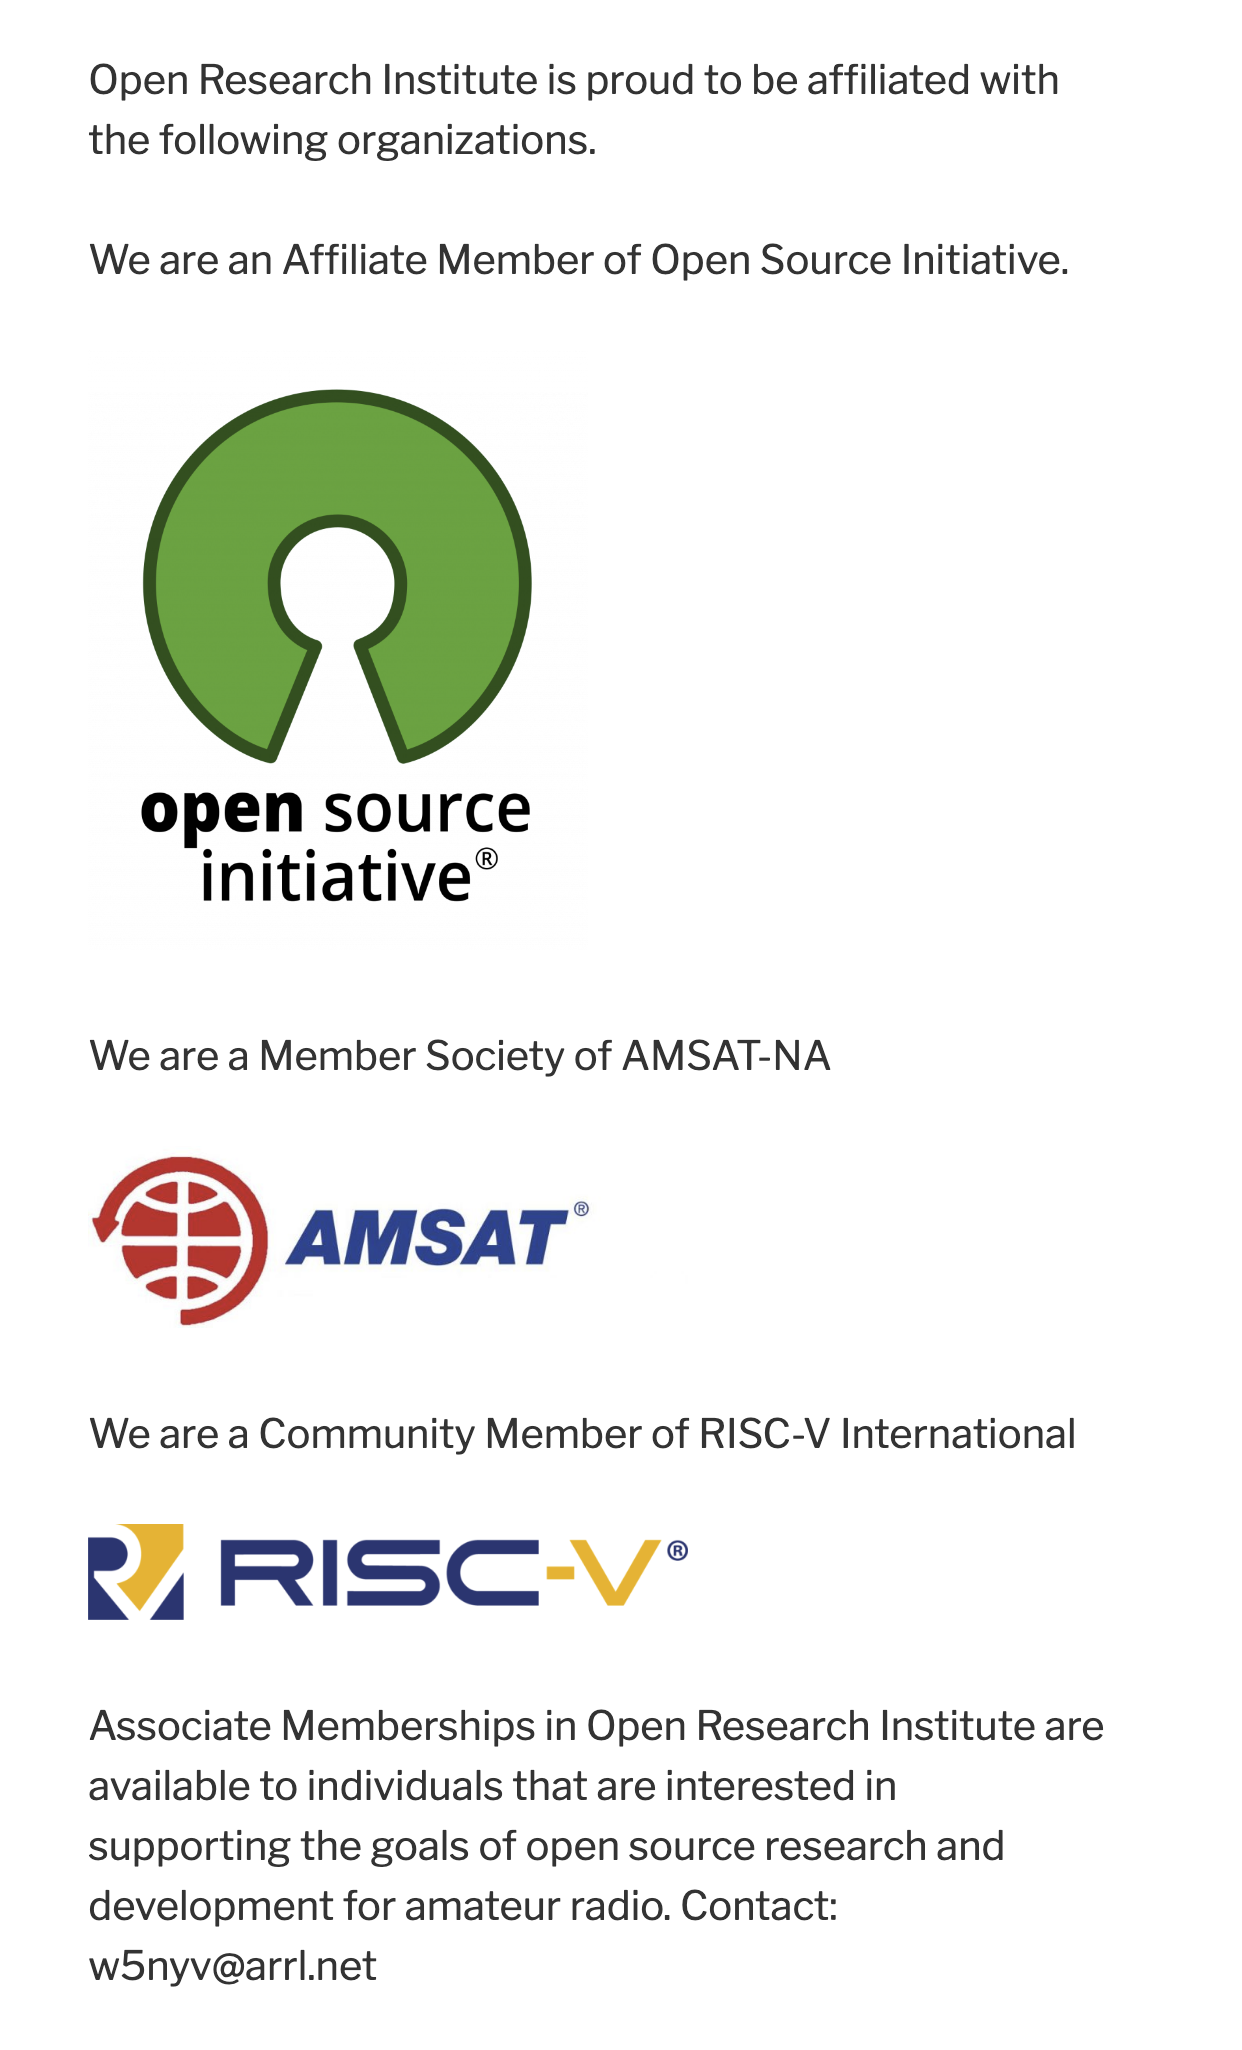 Open Research Institute is proud to be affiliated with
the following organizations.
We are an Affiliate Member of Open Source Initiative.
open source
initiative®
We are a Member Society of AMSAT-NA
AMSAT®
We are a Community Member of RISC-V International
RISC-V®
Associate Memberships in Open Research Institute are
available to individuals that are interested in
supporting the goals of open source research and
development for amateur radio. Contact:
w5nyv@arrl.net